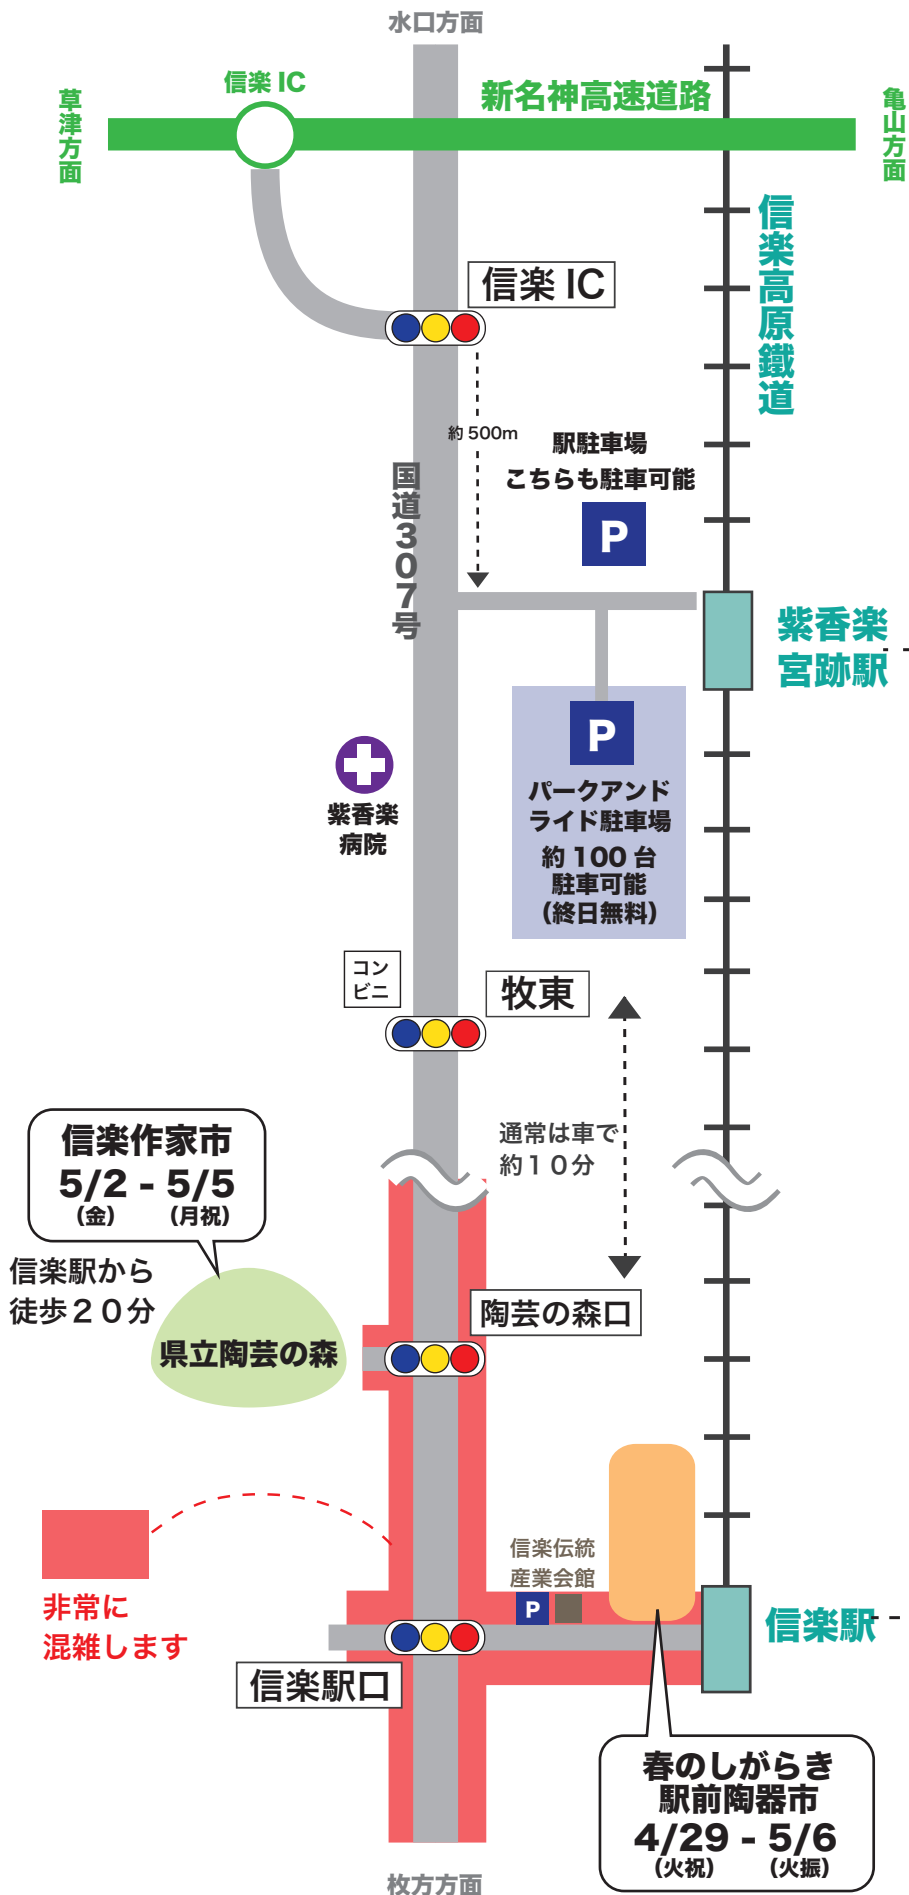 水口方面
信楽 IC
新名神高速道路
草津方面
亀山方面
信楽高原鐵道
信楽 IC
約 500m
駅駐車場
こちらも駐車可能
P
国道307号
紫香楽
宮跡駅
P
パークアンド
ライド駐車場
約 100 台
駐車可能
（終日無料）
紫香楽
病院
コン
ビニ
牧東
通常は車で
約１０分
信楽作家市
5/2 - 5/5
（金） （月祝）
信楽駅から
徒歩２０分
県立陶芸の森
陶芸の森口
非常に
混雑します
信楽伝統
産業会館
P
信楽駅
信楽駅口
春のしがらき
駅前陶器市
4/29 - 5/6
（火祝） （火振）
枚方方面